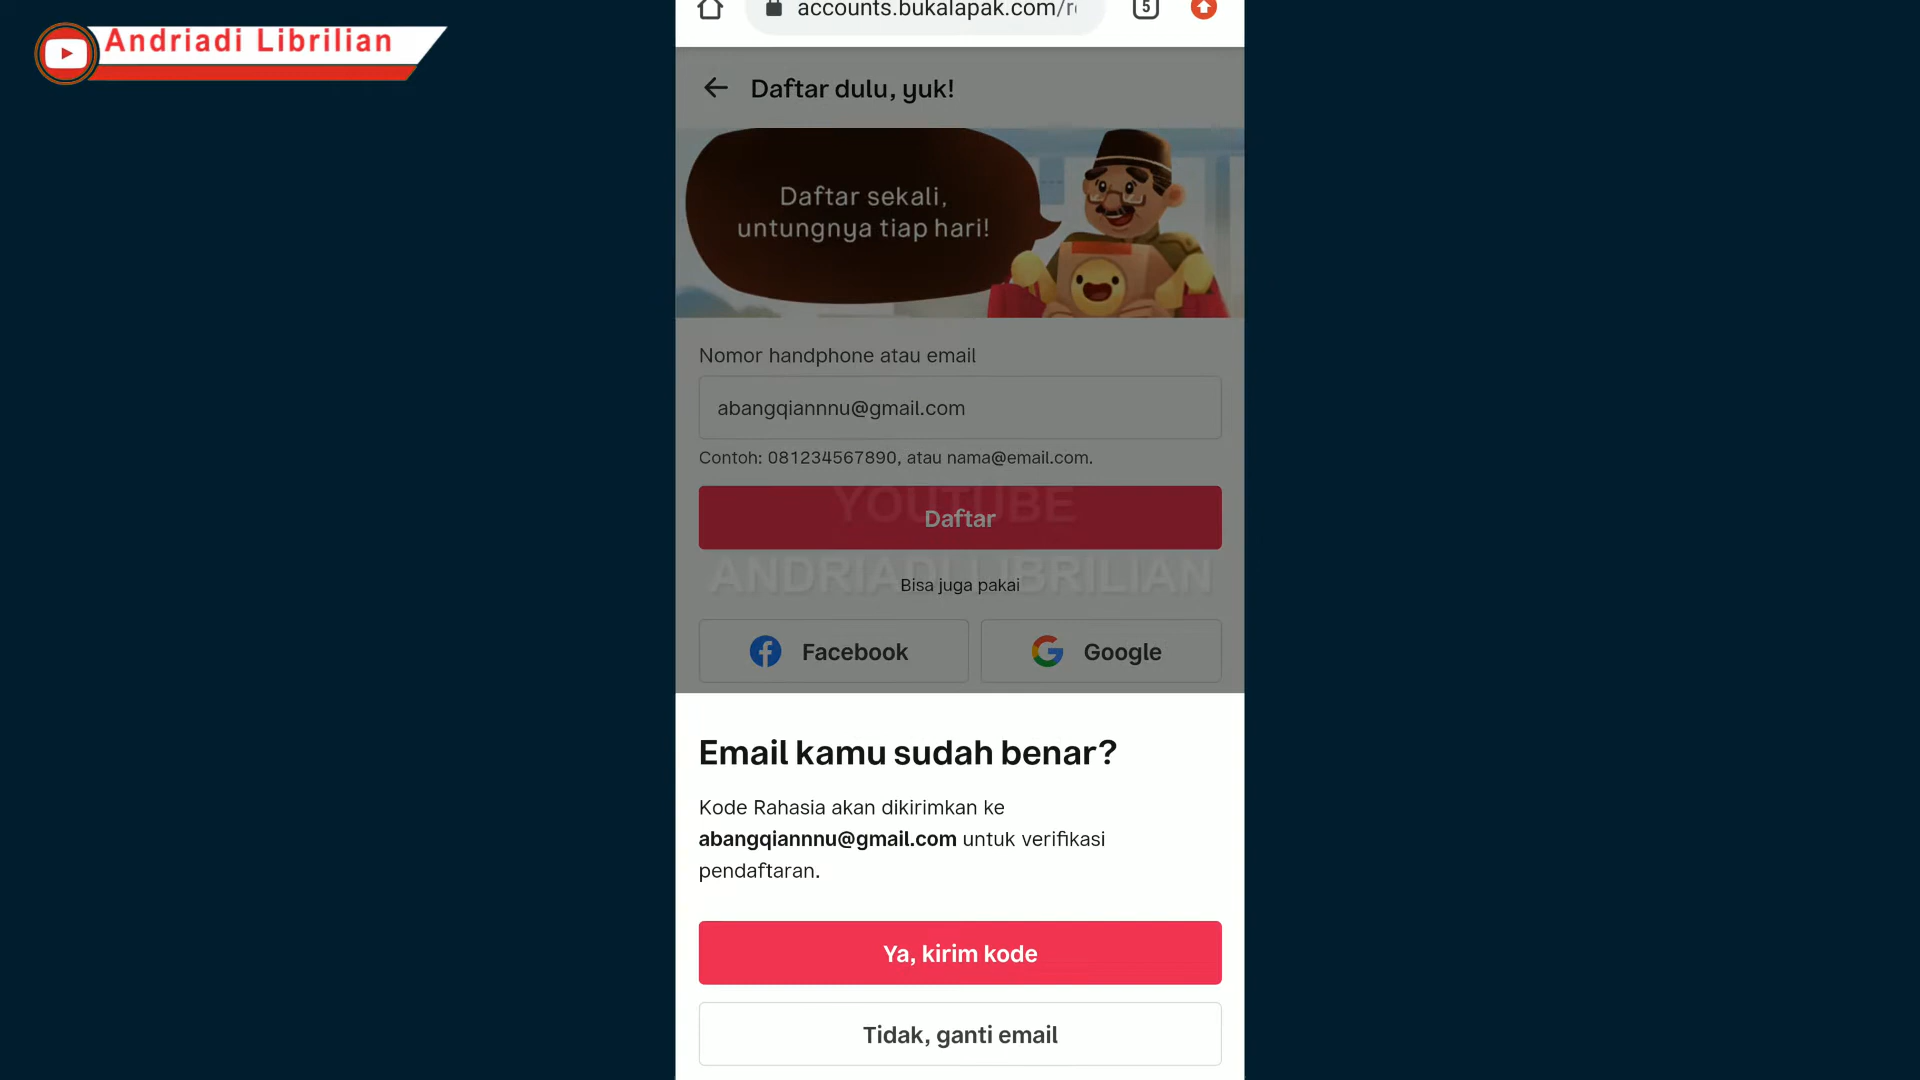 Andriadi Librilian
accounts.bukalapak.com/r
5
Daftar dulu, yuk!
Daftar sekali,
untungnya tiap hari!
Nomor handphone atau email
abangqiannnu@gmail.com
Contoh: 081234567890, atau nama@email.com.
YOUTUBE
Daftar
ANDRIADI LIBRILIAN
Bisa juga pakai
Facebook
Google
Email kamu sudah benar?
Kode Rahasia akan dikirimkan ke
abangqiannnu@gmail.com untuk verifikasi
pendaftaran.
Ya, kirim kode
Tidak, ganti email